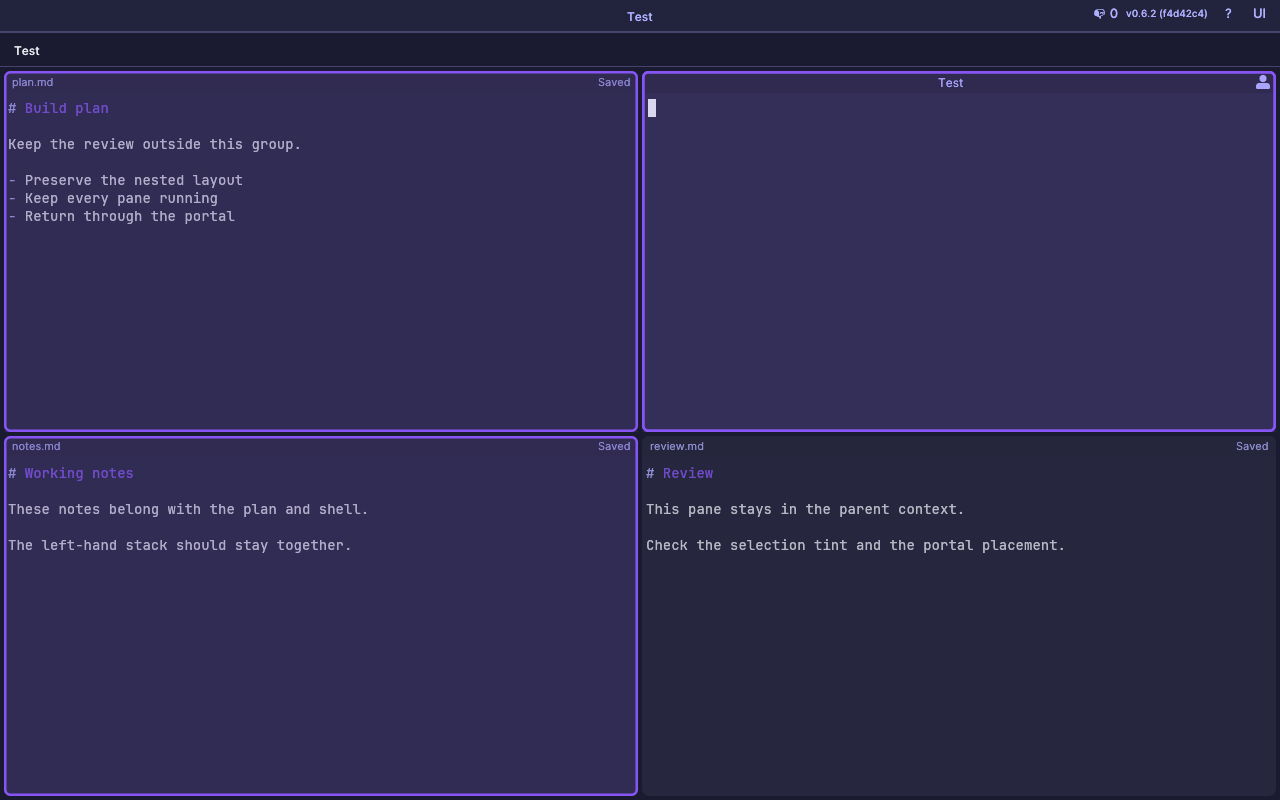 Test
0 v0.6.2 (f4d42c4) ? UI
Test
plan.md Saved
# Build plan
Keep the review outside this group.
- Preserve the nested layout
- Keep every pane running
- Return through the portal
Test
notes.md Saved
# Working notes
These notes belong with the plan and shell.
The left-hand stack should stay together.
review.md Saved
# Review
This pane stays in the parent context.
Check the selection tint and the portal placement.